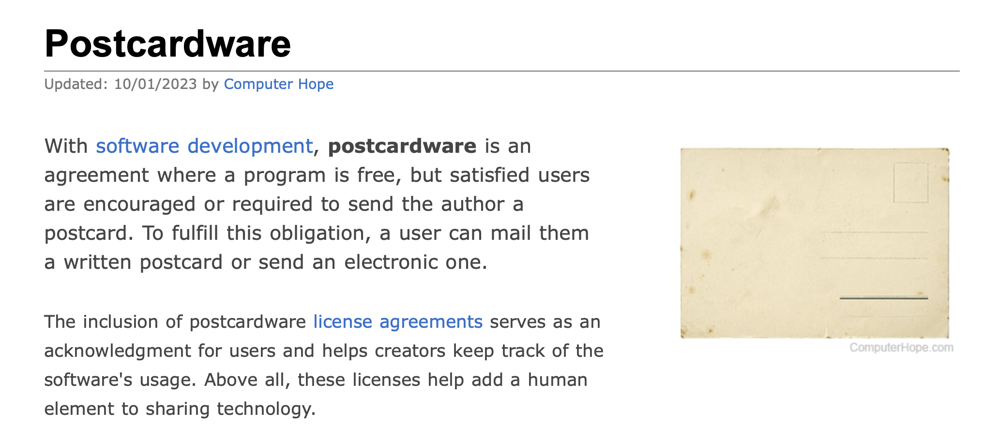 Postcardware
Updated: 10/01/2023 by Computer Hope
With software development, postcardware is an
agreement where a program is free, but satisfied users
are encouraged or required to send the author a
postcard. To fulfill this obligation, a user can mail them
a written postcard or send an electronic one.
The inclusion of postcardware license agreements serves as an
acknowledgment for users and helps creators keep track of the
software's usage. Above all, these licenses help add a human
element to sharing technology.
ComputerHope.com